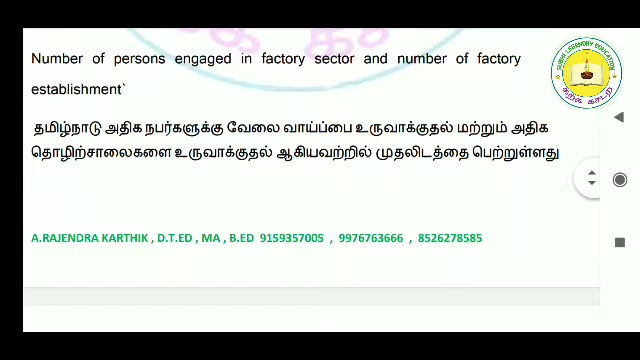 Number of persons engaged in factory sector and number of factory
establishment`
தமிழ்நாடு அதிக நபர்களுக்கு வேலை வாய்ப்பை உருவாக்குதல் மற்றும் அதிக
தொழிற்சாலைகளை உருவாக்குதல் ஆகியவற்றில் முதலிடத்தை பெற்றுள்ளது
A.RAJENDRA KARTHIK , D.T.ED , MA , B.ED 9159357005 , 9976763666 , 8526278585